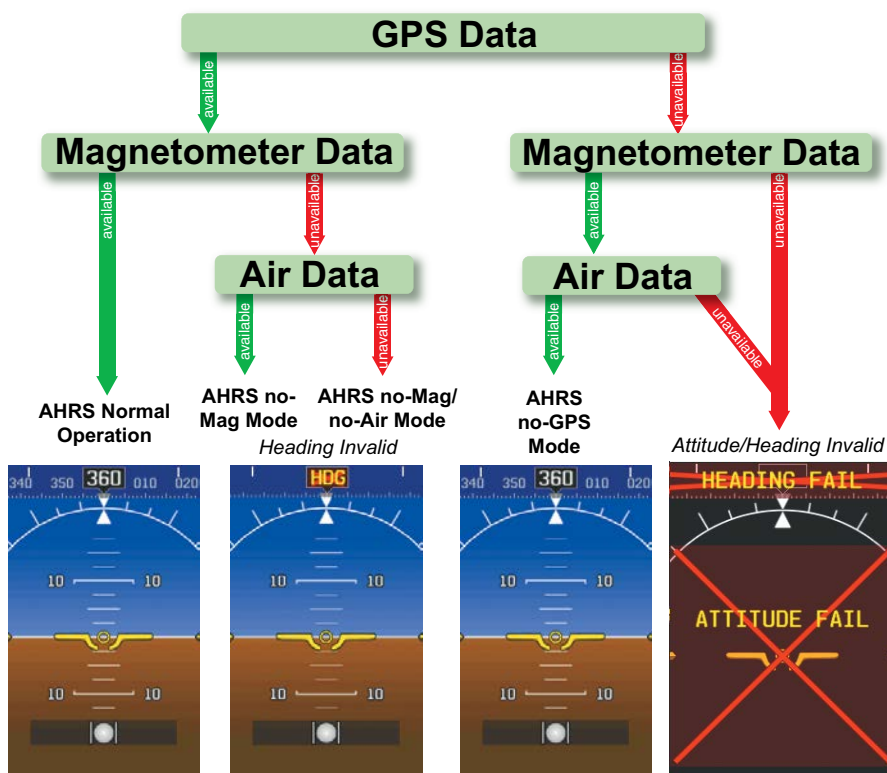 GPS Data
available
unavailable
Magnetometer Data
Magnetometer Data
available
unavailable
available
unavailable
Air Data
Air Data
available
unavailable
available
unavailable
AHRS Normal
Operation
AHRS no-
Mag Mode
AHRS no-Mag/
no-Air Mode
Heading Invalid
AHRS
no-GPS
Mode
Attitude/Heading Invalid
340 350 360 010 020
10 10
10 10
HDG
10 10
10 10
340 350 360 010 020
10 10
10 10
HEADING FAIL
ATTITUDE FAIL